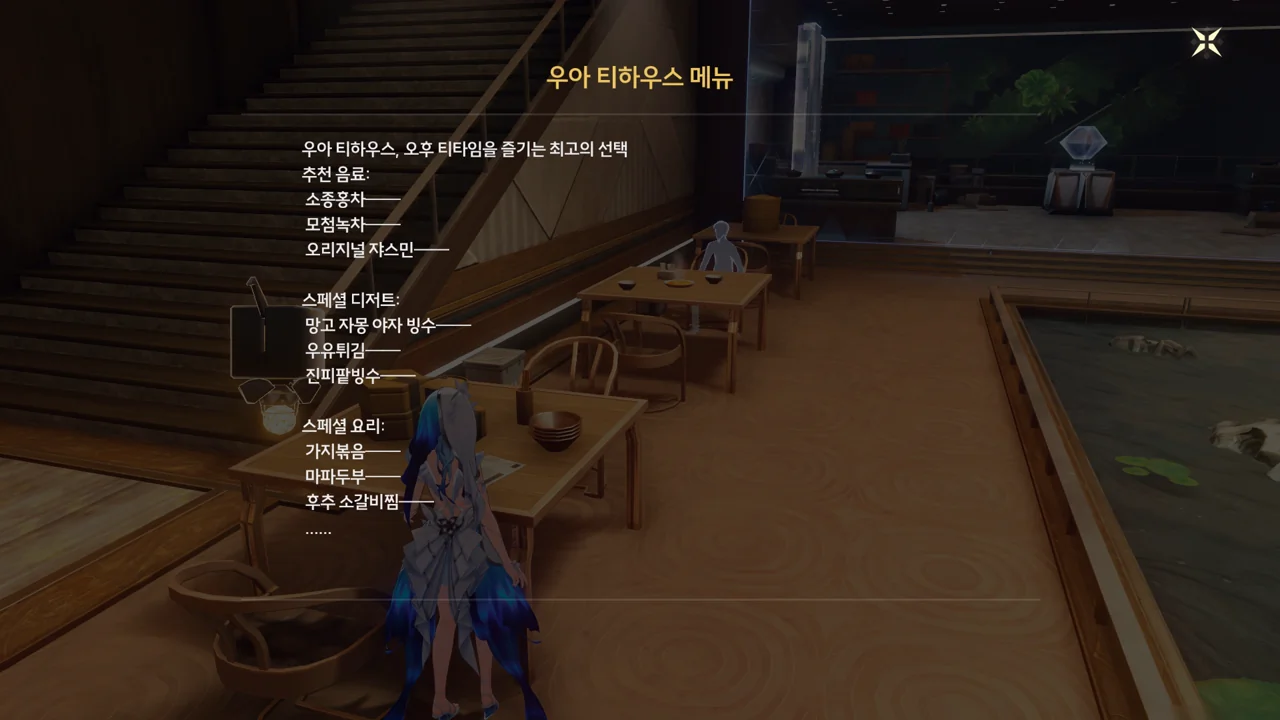 우아 티하우스 메뉴
우아 티하우스, 오후 티타임을 즐기는 최고의 선택
추천 음료:
소종홍차——
모첨녹차——
오리지널 쟈스민——
스페셜 디저트:
망고 자몽 야자 빙수——
우유튀김——
진피팥빙수——
스페셜 요리:
가지볶음——
마파두부——
후추 소갈비찜——
......